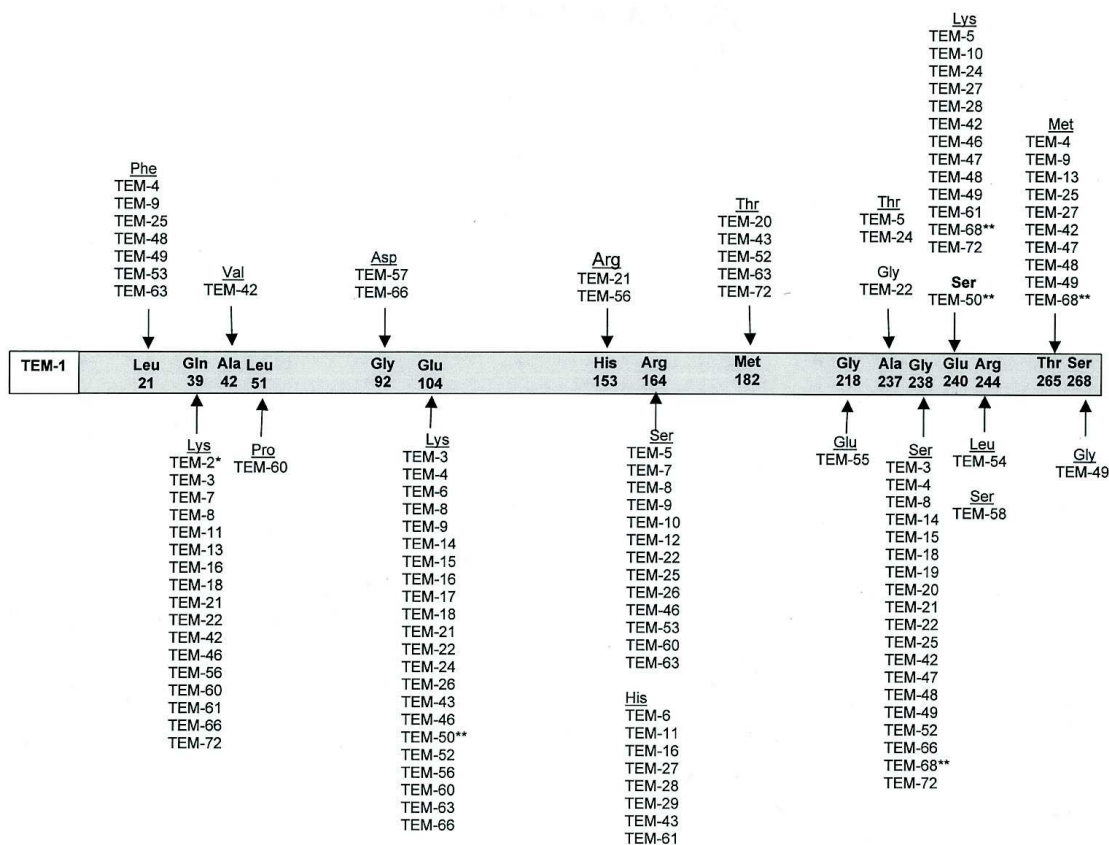 Phe
TEM-4
TEM-9
TEM-25
TEM-48
TEM-49
TEM-53
TEM-63
Val
TEM-42
Asp
TEM-57
TEM-66
Arg
TEM-21
TEM-56
Thr
TEM-20
TEM-43
TEM-52
TEM-63
TEM-72
Thr
TEM-5
TEM-24
Gly
TEM-22
Lys
TEM-5
TEM-10
TEM-24
TEM-27
TEM-28
TEM-42
TEM-46
TEM-47
TEM-48
TEM-49
TEM-61
TEM-68**
TEM-72
Ser
TEM-50**
Met
TEM-4
TEM-9
TEM-13
TEM-25
TEM-27
TEM-42
TEM-47
TEM-48
TEM-49
TEM-68**
TEM-1
Leu Gln Ala Leu Gly Glu His Arg Met Gly Ala Gly Glu Arg Thr Ser
21 39 42 51 92 104 153 164 182 218 237 238 240 244 265 268
Lys
TEM-2*
TEM-3
TEM-7
TEM-8
TEM-11
TEM-13
TEM-16
TEM-18
TEM-21
TEM-22
TEM-42
TEM-46
TEM-56
TEM-60
TEM-61
TEM-66
TEM-72
Pro
TEM-60
Lys
TEM-3
TEM-4
TEM-6
TEM-8
TEM-9
TEM-14
TEM-15
TEM-16
TEM-17
TEM-18
TEM-21
TEM-22
TEM-24
TEM-26
TEM-43
TEM-46
TEM-50**
TEM-52
TEM-56
TEM-60
TEM-63
TEM-66
Ser
TEM-5
TEM-7
TEM-8
TEM-9
TEM-10
TEM-12
TEM-22
TEM-25
TEM-26
TEM-46
TEM-53
TEM-60
TEM-63
His
TEM-6
TEM-11
TEM-16
TEM-27
TEM-28
TEM-29
TEM-43
TEM-61
Glu
TEM-55
Ser
TEM-3
TEM-4
TEM-8
TEM-14
TEM-15
TEM-18
TEM-19
TEM-20
TEM-21
TEM-22
TEM-25
TEM-42
TEM-47
TEM-48
TEM-49
TEM-52
TEM-66
TEM-68**
TEM-72
Leu
TEM-54
Ser
TEM-58
Gly
TEM-49